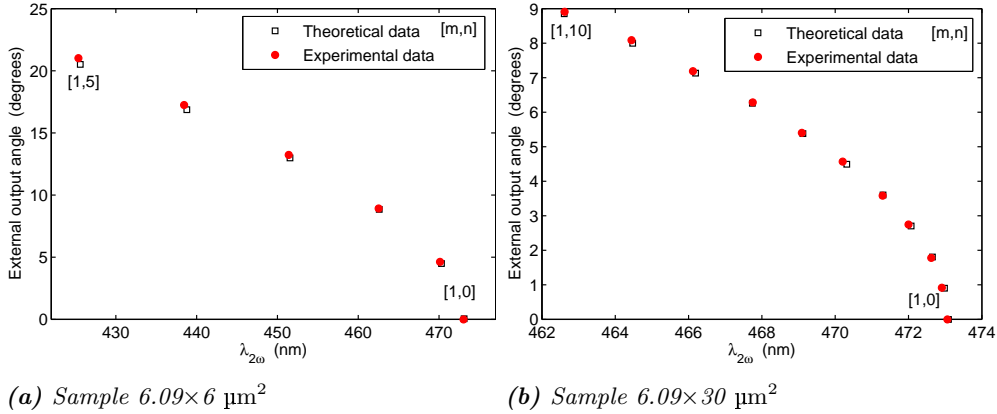 25
20
15
10
5
0
External output angle (degrees)
Theoretical data
Experimental data
[m,n]
[1,5]
[1,0]
430 440 450 460 470
λ2ω (nm)
(a) Sample 6.09×6 µm²
9
8
7
6
5
4
3
2
1
0
External output angle (degrees)
[1,10]
Theoretical data
Experimental data
[m,n]
[1,0]
462 464 466 468 470 472 474
λ2ω (nm)
(b) Sample 6.09×30 µm²